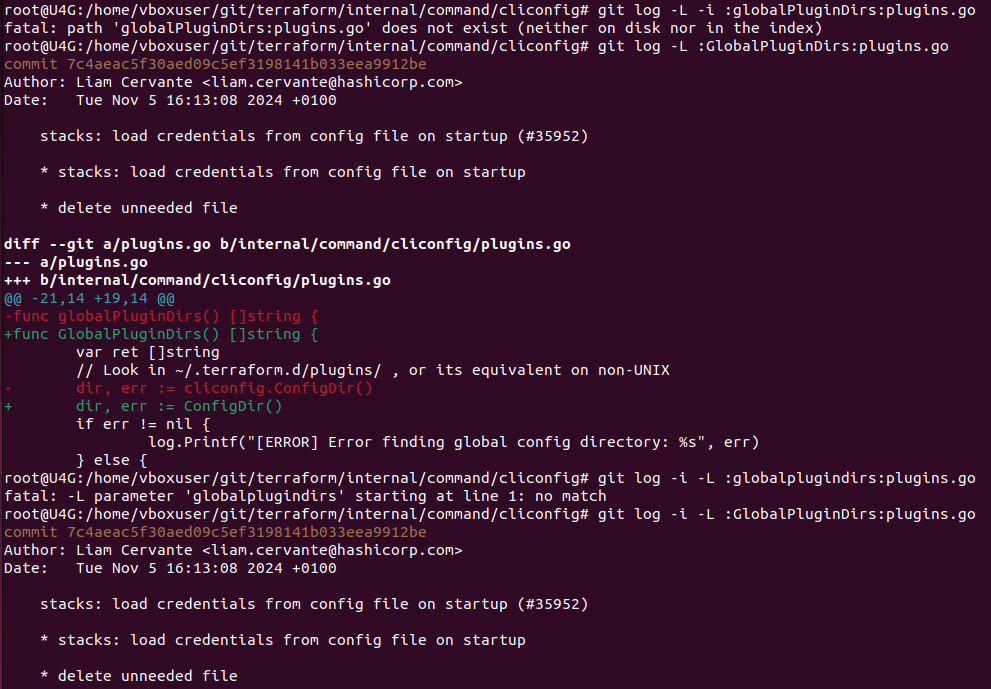 root@U4G:/home/vboxuser/git/terraform/internal/command/cliconfig# git log -L -i :globalPluginDirs:plugins.go
fatal: path 'globalPluginDirs:plugins.go' does not exist (neither on disk nor in the index)
root@U4G:/home/vboxuser/git/terraform/internal/command/cliconfig# git log -L :GlobalPluginDirs:plugins.go
commit 7c4aeac5f30aed09c5ef3198141b033eea9912be
Author: Liam Cervante <liam.cervante@hashicorp.com>
Date:   Tue Nov 5 16:13:08 2024 +0100

    stacks: load credentials from config file on startup (#35952)

    * stacks: load credentials from config file on startup

    * delete unneeded file

diff --git a/plugins.go b/internal/command/cliconfig/plugins.go
--- a/plugins.go
+++ b/internal/command/cliconfig/plugins.go
@@ -21,14 +19,14 @@
-func globalPluginDirs() []string {
+func GlobalPluginDirs() []string {
        var ret []string
        // Look in ~/.terraform.d/plugins/ , or its equivalent on non-UNIX
-       dir, err := cliconfig.ConfigDir()
+       dir, err := ConfigDir()
        if err != nil {
                log.Printf("[ERROR] Error finding global config directory: %s", err)
        } else {
root@U4G:/home/vboxuser/git/terraform/internal/command/cliconfig# git log -i -L :globalplugindirs:plugins.go
fatal: -L parameter 'globalplugindirs' starting at line 1: no match
root@U4G:/home/vboxuser/git/terraform/internal/command/cliconfig# git log -i -L :GlobalPluginDirs:plugins.go
commit 7c4aeac5f30aed09c5ef3198141b033eea9912be
Author: Liam Cervante <liam.cervante@hashicorp.com>
Date:   Tue Nov 5 16:13:08 2024 +0100

    stacks: load credentials from config file on startup (#35952)

    * stacks: load credentials from config file on startup

    * delete unneeded file